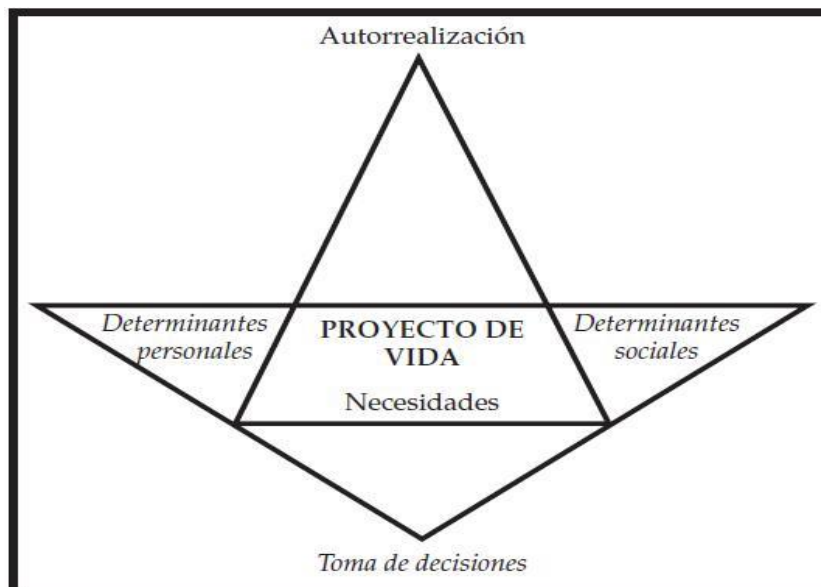 Autorrealización
Determinantes
personales
PROYECTO DE
VIDA
Necesidades
Determinantes
sociales
Toma de decisiones